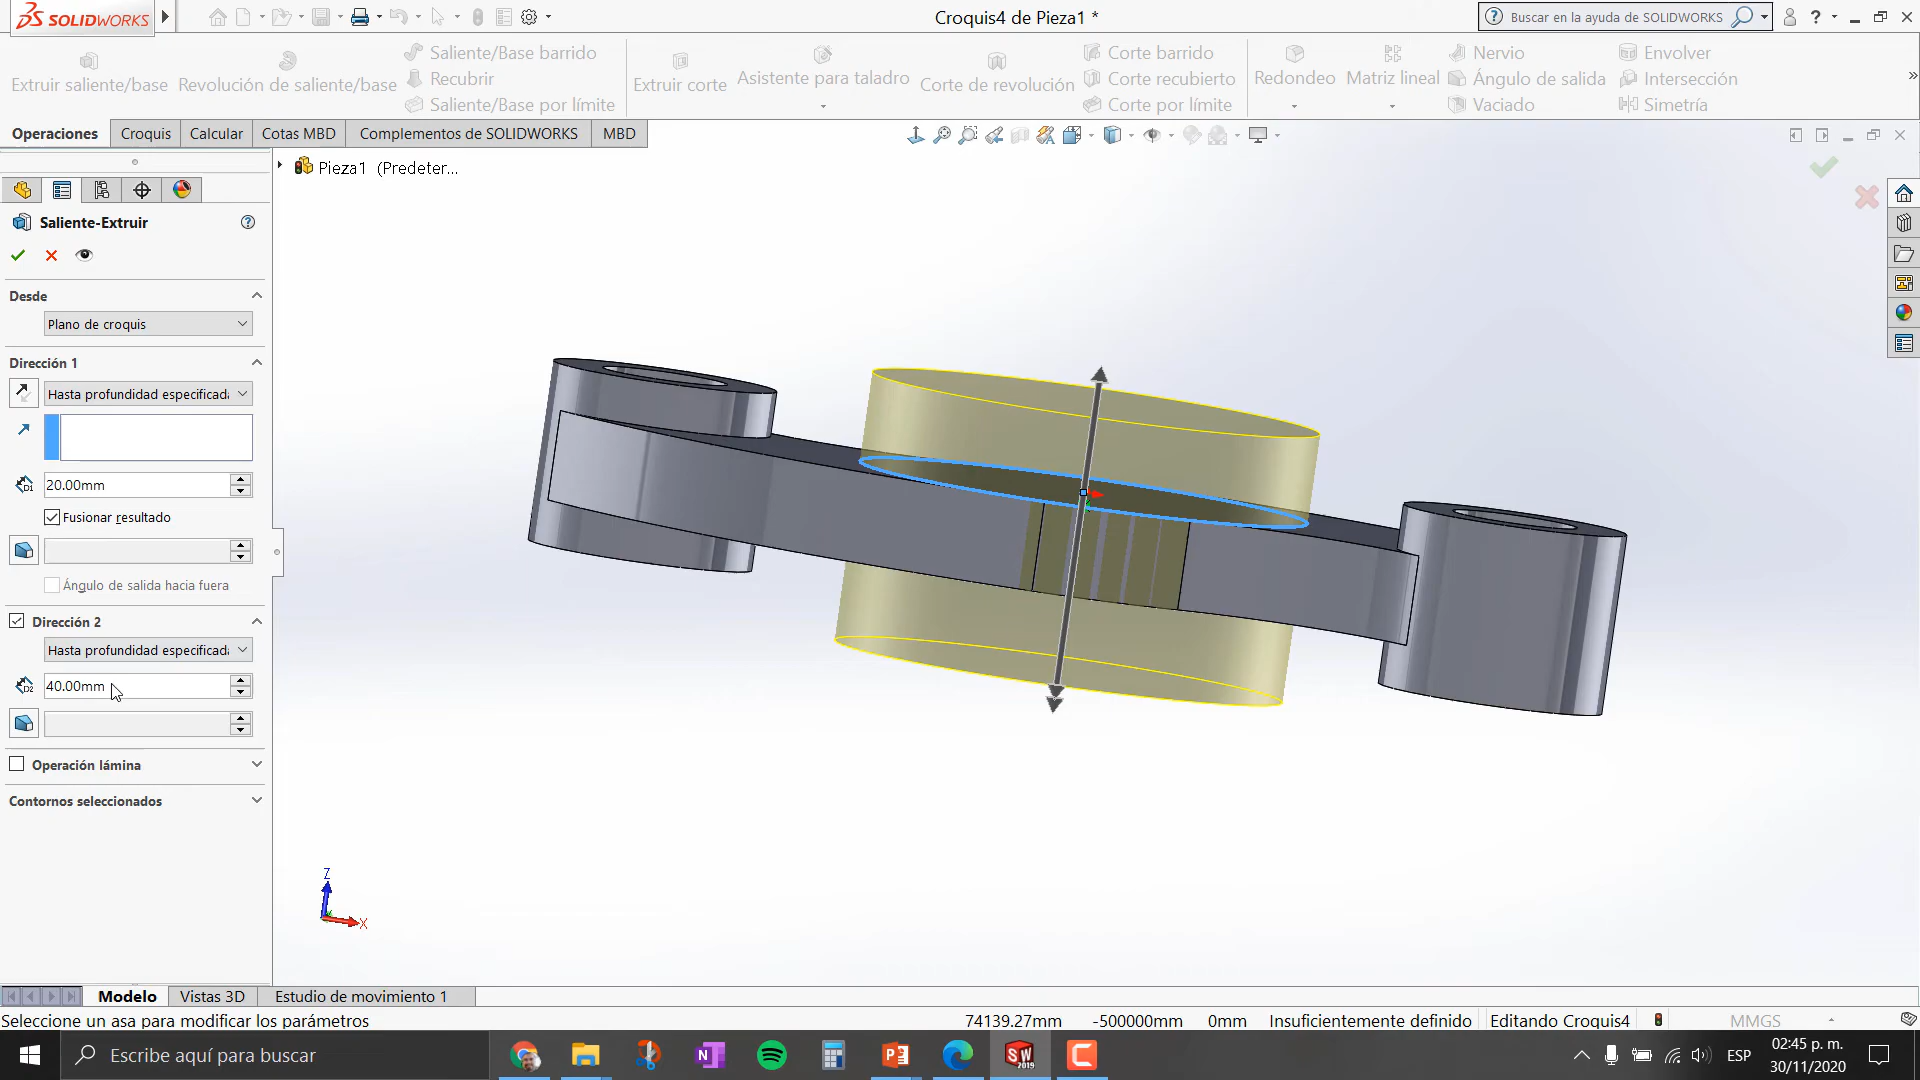 SOLIDWORKS
Croquis4 de Pieza1 *
Buscar en la ayuda de SOLIDWORKS
Extruir saliente/base
Revolución de saliente/base
Saliente/Base barrido
Recubrir
Saliente/Base por límite
Extruir corte
Asistente para taladro
Corte de revolución
Corte barrido
Corte recubierto
Corte por límite
Redondeo
Matriz lineal
Nervio
Ángulo de salida
Vaciado
Envolver
Intersección
Simetría
Operaciones
Croquis
Calcular
Cotas MBD
Complementos de SOLIDWORKS
MBD
Pieza1 (Predeter...
Saliente-Extruir
Desde
Plano de croquis
Dirección 1
Hasta profundidad especificada
20.00mm
Fusionar resultado
Ángulo de salida hacia fuera
Dirección 2
Hasta profundidad especificada
40.00mm
Operación lámina
Contornos seleccionados
Z
X
Modelo
Vistas 3D
Estudio de movimiento 1
Seleccione un asa para modificar los parámetros
74139.27mm
-500000mm
0mm
Insuficientemente definido
Editando Croquis4
MMGS
Escribe aquí para buscar
ESP
02:45 p. m.
30/11/2020